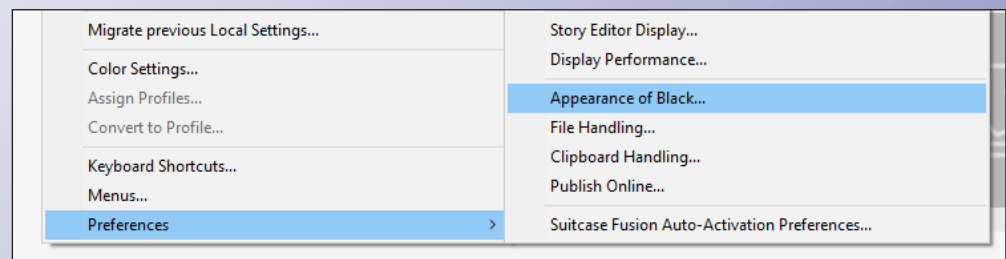 Migrate previous Local Settings...
Color Settings...
Assign Profiles...
Convert to Profile...
Keyboard Shortcuts...
Menus...
Preferences >
Story Editor Display...
Display Performance...
Appearance of Black...
File Handling...
Clipboard Handling...
Publish Online...
Suitcase Fusion Auto-Activation Preferences...